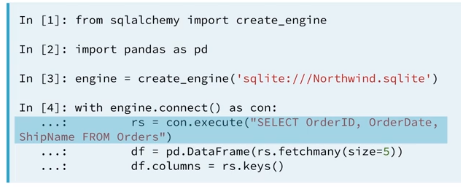 In [1]: from sqlalchemy import create_engine
In [2]: import pandas as pd
In [3]: engine = create_engine('sqlite:///Northwind.sqlite')
In [4]: with engine.connect() as con:
   ...:         rs = con.execute("SELECT OrderID, OrderDate,
ShipName FROM Orders")
   ...:         df = pd.DataFrame(rs.fetchmany(size=5))
   ...:         df.columns = rs.keys()